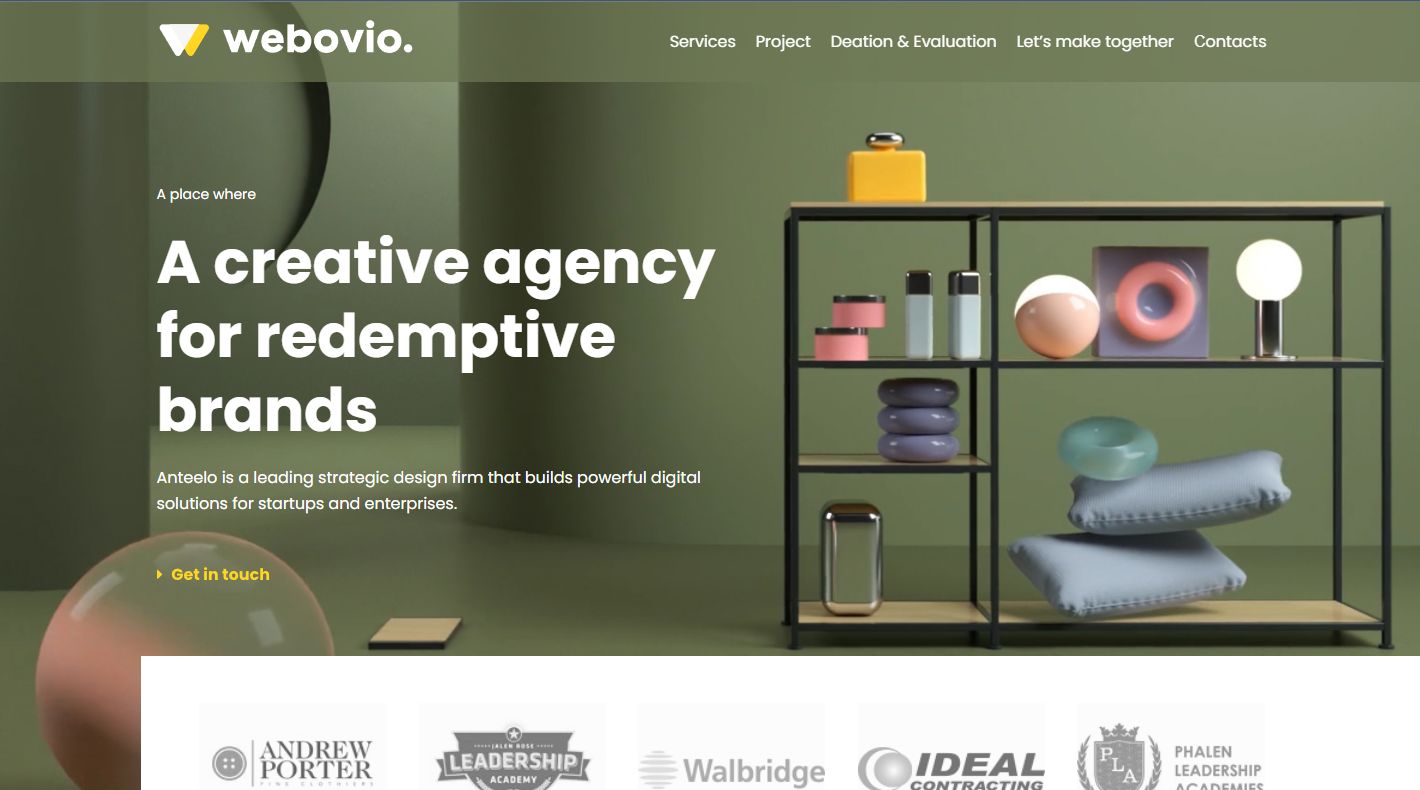 webovio.
Services Project Deation & Evaluation Let's make together Contacts
A place where
A creative agency
for redemptive
brands
Anteelo is a leading strategic design firm that builds powerful digital
solutions for startups and enterprises.
Get in touch
ANDREW
PORTER
FINE CLOTHIERS
JALEN ROSE
LEADERSHIP
ACADEMY
Walbridge
IDEAL
CONTRACTING
PLA
PHALEN
LEADERSHIP
ACADEMIES